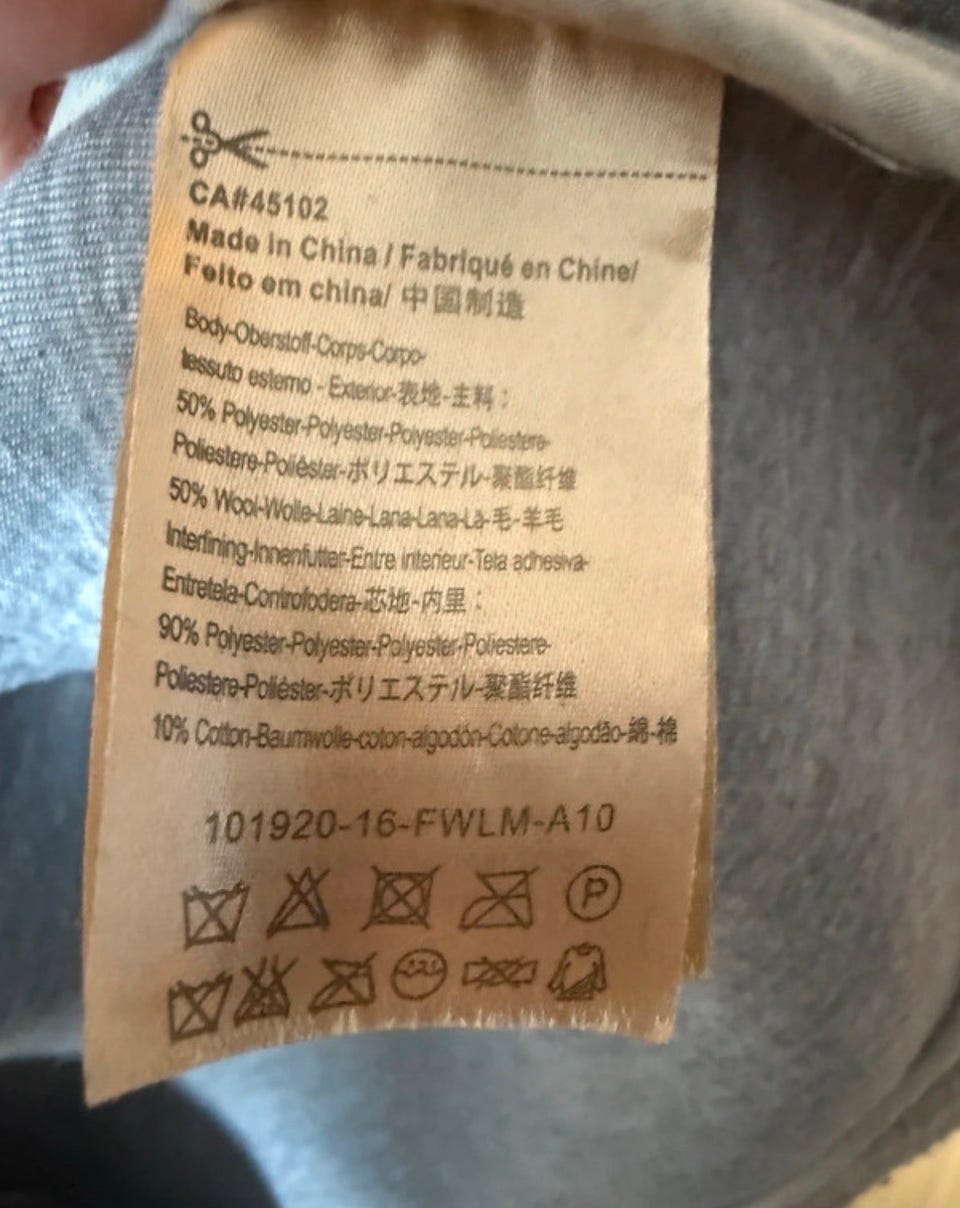 CA#45102
Made in China / Fabriqué en Chine/
Feito em china/ 中国制造
Body-Oberstoff-Corps-Corpo-
tessuto esterno - Exterior-表地-主料：
50% Polyester-Polyester-Polyester-Poliestere-
Poliestere-Poliéster-ポリエステル-聚酯纤维
50% Wool-Wolle-Laine-Lana-Lana-Lã-毛-羊毛
Interlining-Innenfutter-Entre interieur-Tela adhesiva-
Entretela-Controfodera-芯地-内里：
90% Polyester-Polyester-Polyester-Poliestere-
Poliestere-Poliéster-ポリエステル-聚酯纤维
10% Cotton-Baumwolle-coton-algodón-Cotone-algodão-綿-棉
101920-16-FWLM-A10
P